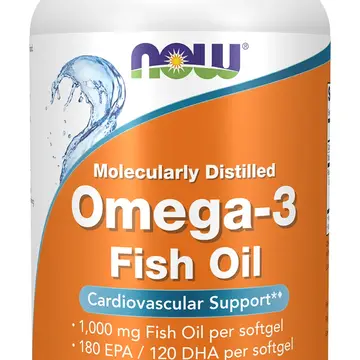 now
Molecularly Distilled
Omega-3
Fish Oil
Cardiovascular Support*‡
• 1,000 mg Fish Oil per softgel
• 180 EPA / 120 DHA per softgel